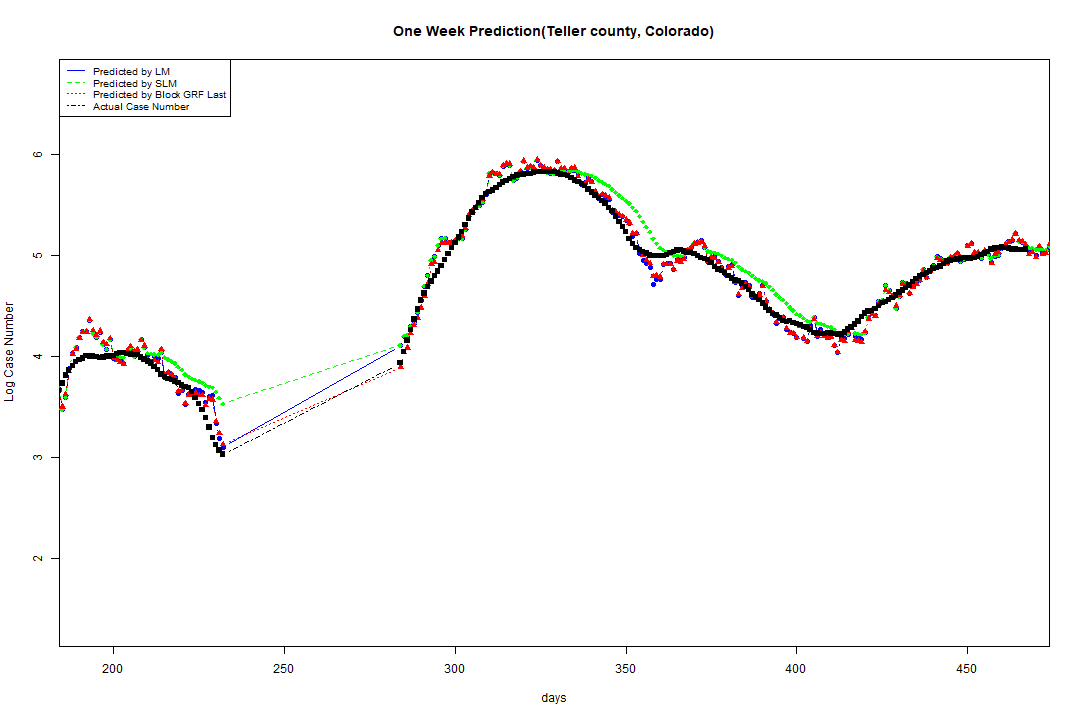 One Week Prediction(Teller county, Colorado)
Predicted by LM
Predicted by SLM
Predicted by Block GRF Last
Actual Case Number
6
5
4
3
2
Log Case Number
200 250 300 350 400 450
days